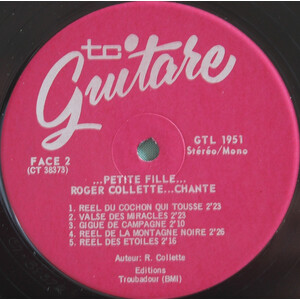 tc
Guitare
GTL 1951
Stéréo/Mono
FACE 2
(CT 38373)
...PETITE FILLE...
ROGER COLLETTE...CHANTE
1. REEL DU COCHON QUI TOUSSE 2'23
2. VALSE DES MIRACLES 2'23
3. GIGUE DE CAMPAGNE 2'10
4. REEL DE LA MONTAGNE NOIRE 2'26
5. REEL DES ETOILES 2'16
Auteur: R. Collette
Editions
Troubadour (BMI)